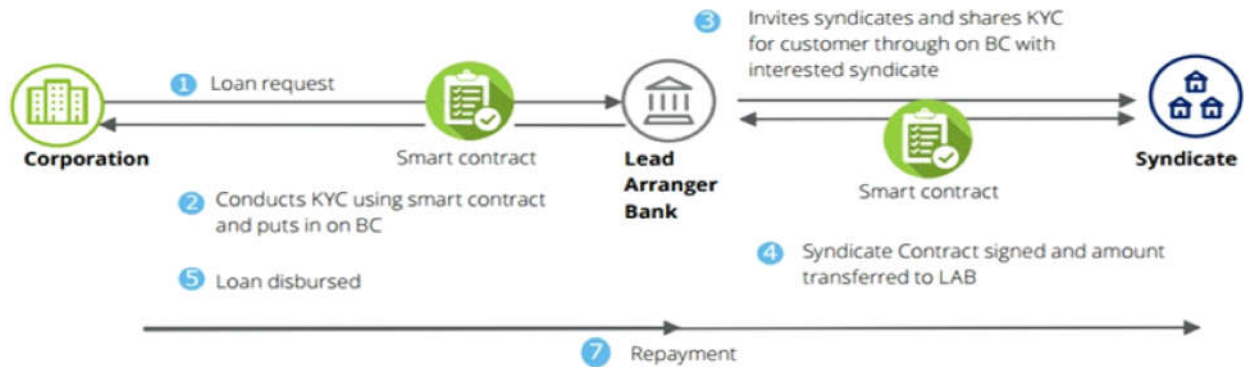 3 Invites syndicates and shares KYC
for customer through on BC with
interested syndicate
1 Loan request
Corporation
Smart contract
Lead
Arranger
Bank
Syndicate
Smart contract
2 Conducts KYC using smart contract
and puts in on BC
4 Syndicate Contract signed and amount
transferred to LAB
5 Loan disbursed
7 Repayment